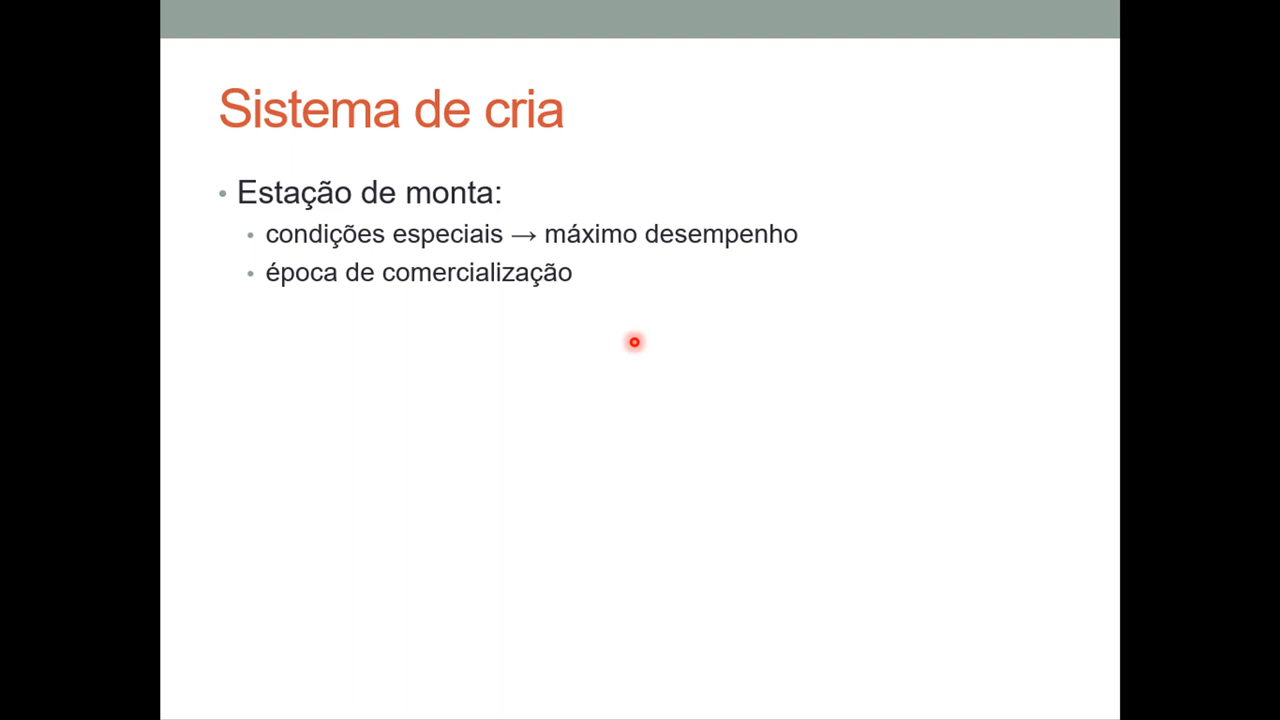 Sistema de cria
• Estação de monta:
• condições especiais → máximo desempenho
• época de comercialização